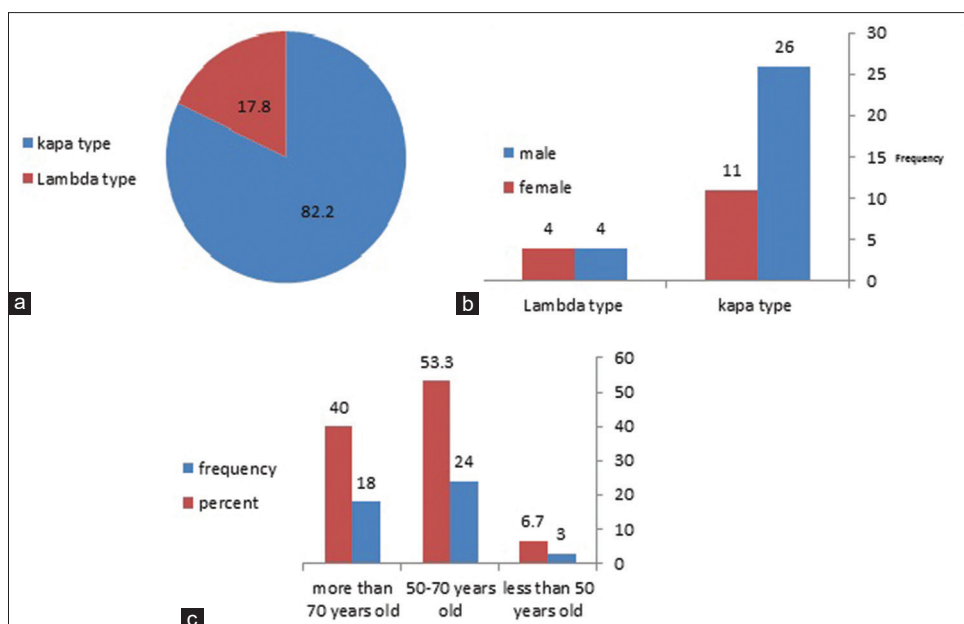 kapa type
Lambda type
17.8
82.2
a
male
female
4
4
11
26
30
25
20
15
10
5
0
Frequency
Lambda type
kapa type
b
frequency
percent
40
18
53.3
24
6.7
3
60
50
40
30
20
10
0
more than
70 years old
50-70 years
old
less than 50
years old
c